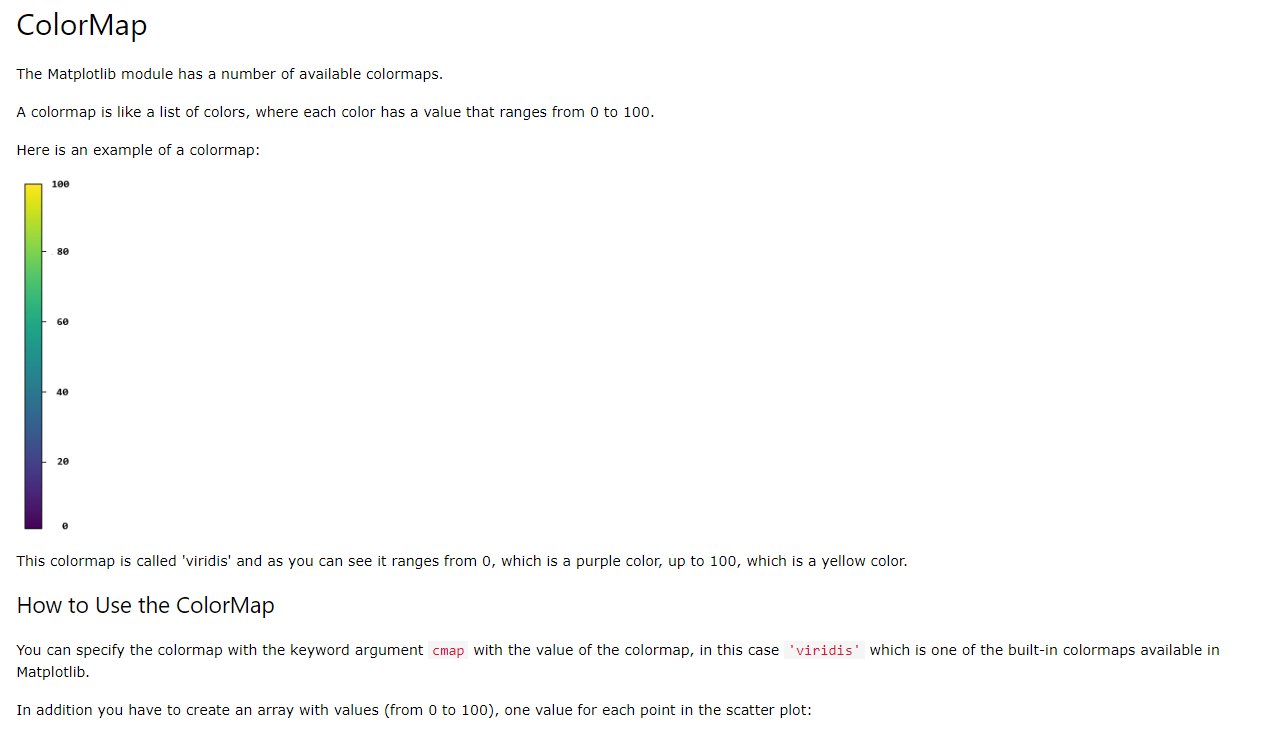 ColorMap
The Matplotlib module has a number of available colormaps.
A colormap is like a list of colors, where each color has a value that ranges from 0 to 100.
Here is an example of a colormap:
100
80
60
40
20
0
This colormap is called 'viridis' and as you can see it ranges from 0, which is a purple color, up to 100, which is a yellow color.
How to Use the ColorMap
You can specify the colormap with the keyword argument cmap with the value of the colormap, in this case 'viridis' which is one of the built-in colormaps available in
Matplotlib.
In addition you have to create an array with values (from 0 to 100), one value for each point in the scatter plot: